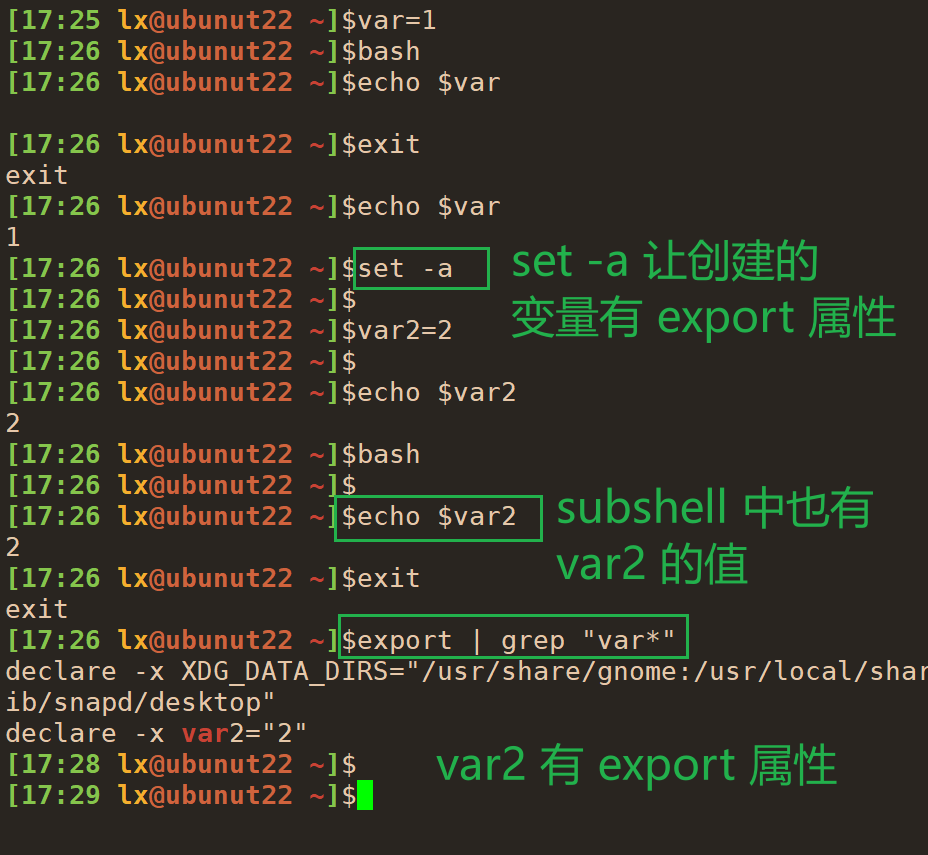 [17:25 lx@ubunut22 ~]$var=1
[17:26 lx@ubunut22 ~]$bash
[17:26 lx@ubunut22 ~]$echo $var
[17:26 lx@ubunut22 ~]$exit
exit
[17:26 lx@ubunut22 ~]$echo $var
1
[17:26 lx@ubunut22 ~]$set -a
set -a 让创建的
变量有 export 属性
[17:26 lx@ubunut22 ~]$
[17:26 lx@ubunut22 ~]$var2=2
[17:26 lx@ubunut22 ~]$
[17:26 lx@ubunut22 ~]$echo $var2
2
[17:26 lx@ubunut22 ~]$bash
[17:26 lx@ubunut22 ~]$
[17:26 lx@ubunut22 ~]$echo $var2
subshell 中也有
var2 的值
2
[17:26 lx@ubunut22 ~]$exit
exit
[17:26 lx@ubunut22 ~]$export | grep "var*"
declare -x XDG_DATA_DIRS="/usr/share/gnome:/usr/local/shar
ib/snapd/desktop"
declare -x var2="2"
[17:28 lx@ubunut22 ~]$
var2 有 export 属性
[17:29 lx@ubunut22 ~]$